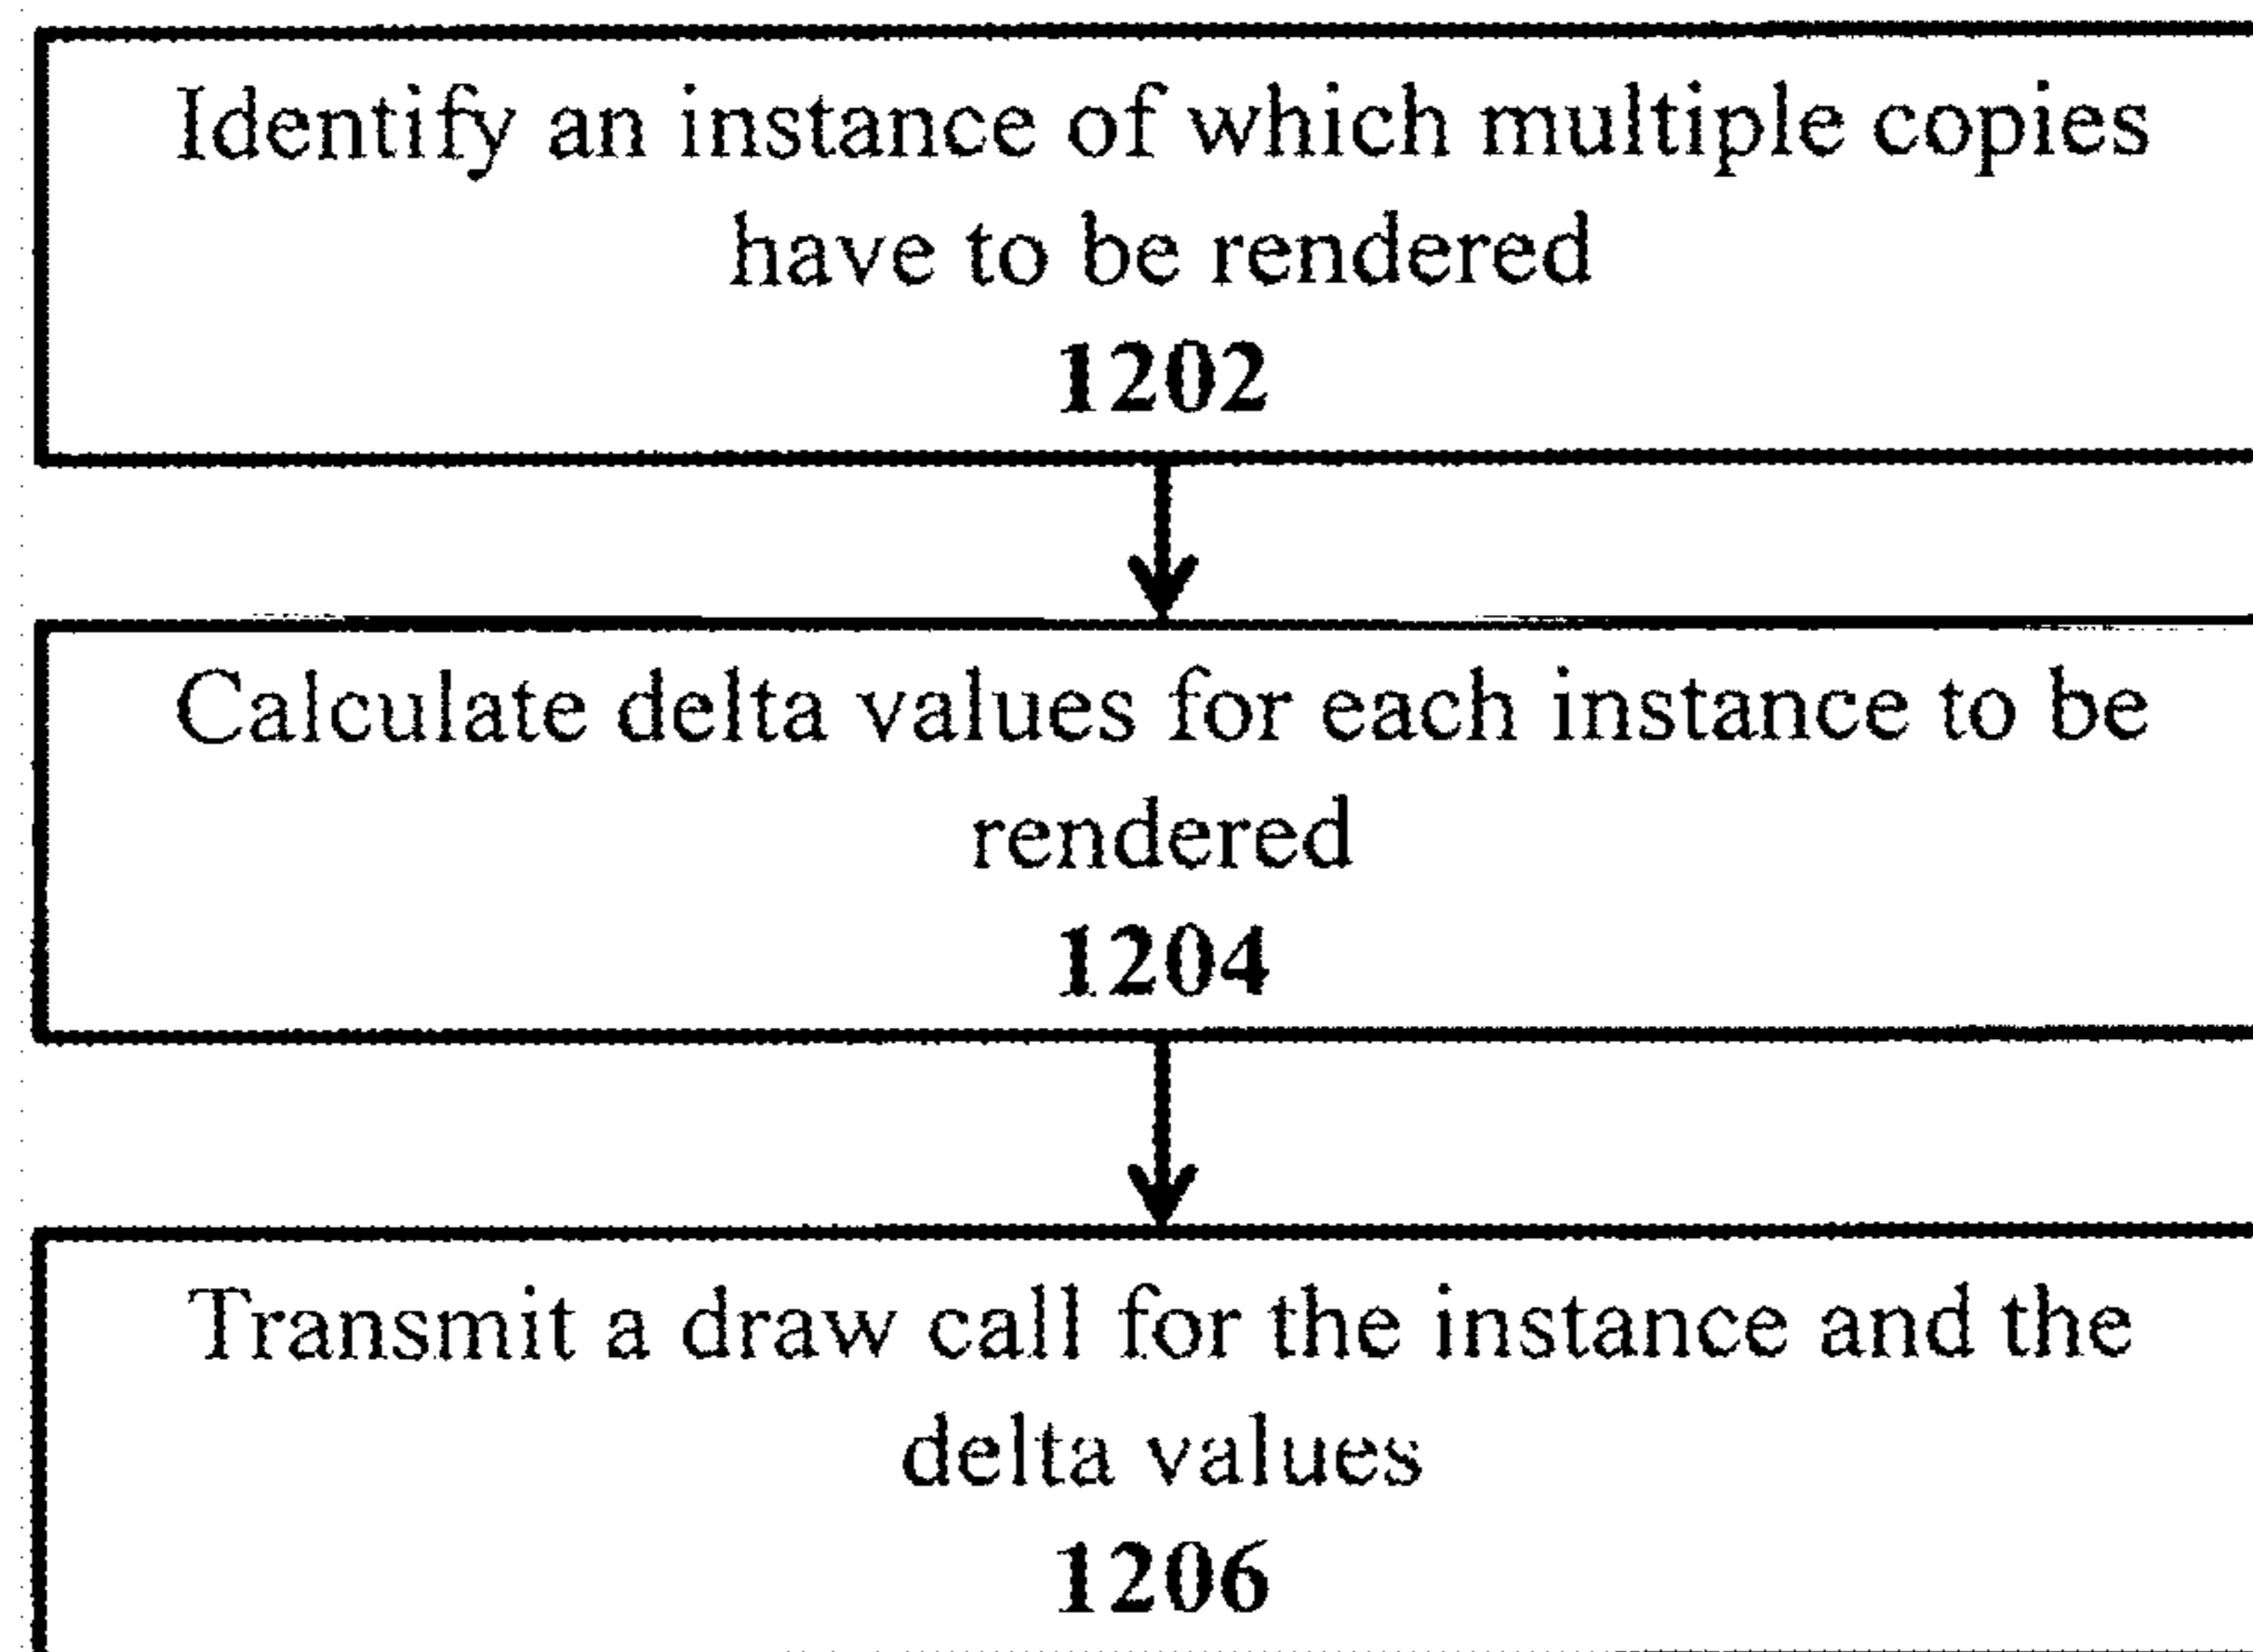 Identify an instance of which multiple copies
have to be rendered
1202
Calculate delta values for each instance to be
rendered
1204
Transmit a draw call for the instance and the
delta values
1206